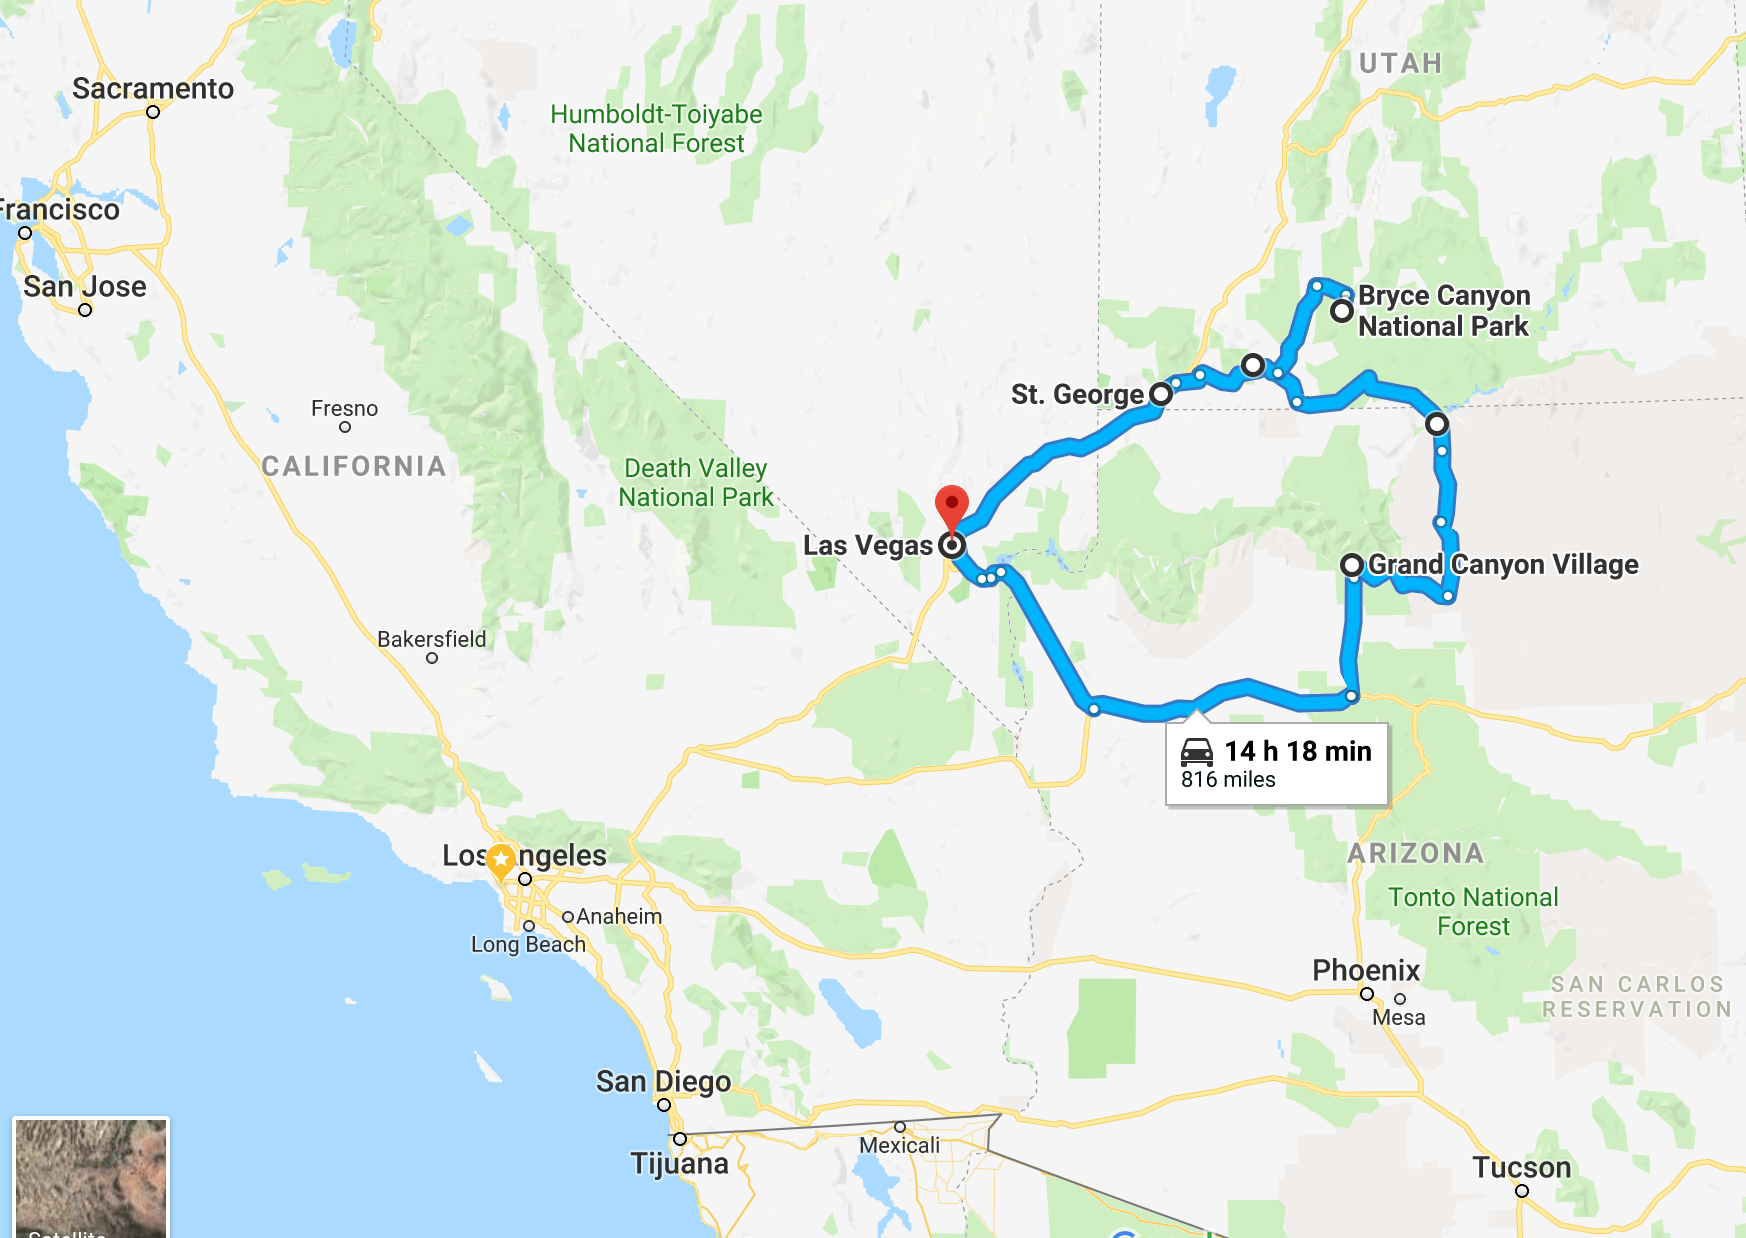 UTAH
Sacramento
Humboldt-Toiyabe
National Forest
Francisco
San Jose
Bryce Canyon
National Park
St. George
Fresno
CALIFORNIA
Death Valley
National Park
Las Vegas
Grand Canyon Village
Bakersfield
14 h 18 min
816 miles
Los Angeles
ARIZONA
Tonto National
Forest
Anaheim
Long Beach
Phoenix
Mesa
SAN CARLOS
RESERVATION
San Diego
Mexicali
Tijuana
Tucson
Satellite